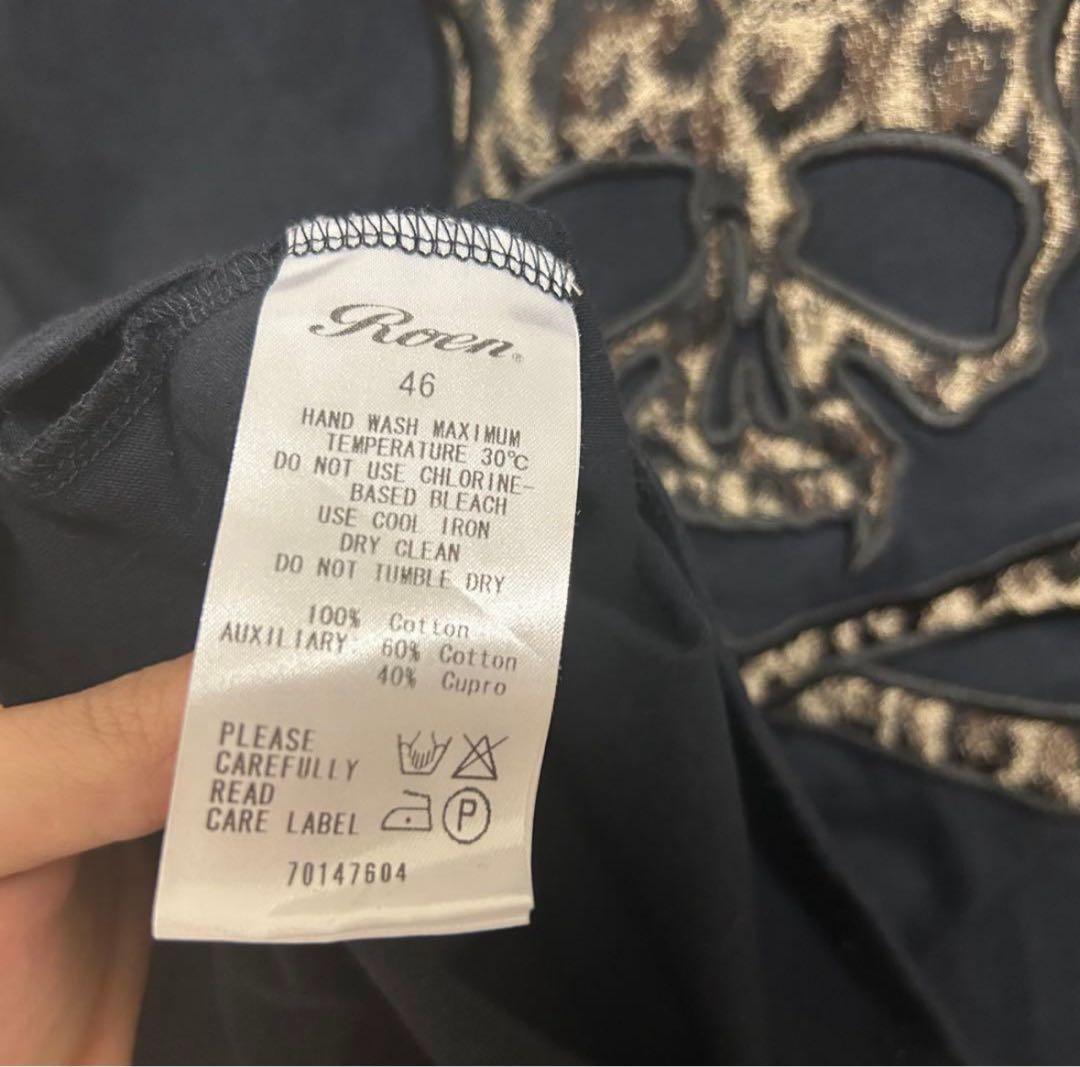 Roen®
46
HAND WASH MAXIMUM
TEMPERATURE 30℃
DO NOT USE CHLORINE-
BASED BLEACH
USE COOL IRON
DRY CLEAN
DO NOT TUMBLE DRY
100% Cotton
AUXILIARY: 60% Cotton
40% Cupro
PLEASE
CAREFULLY
READ
CARE LABEL
P
70147604